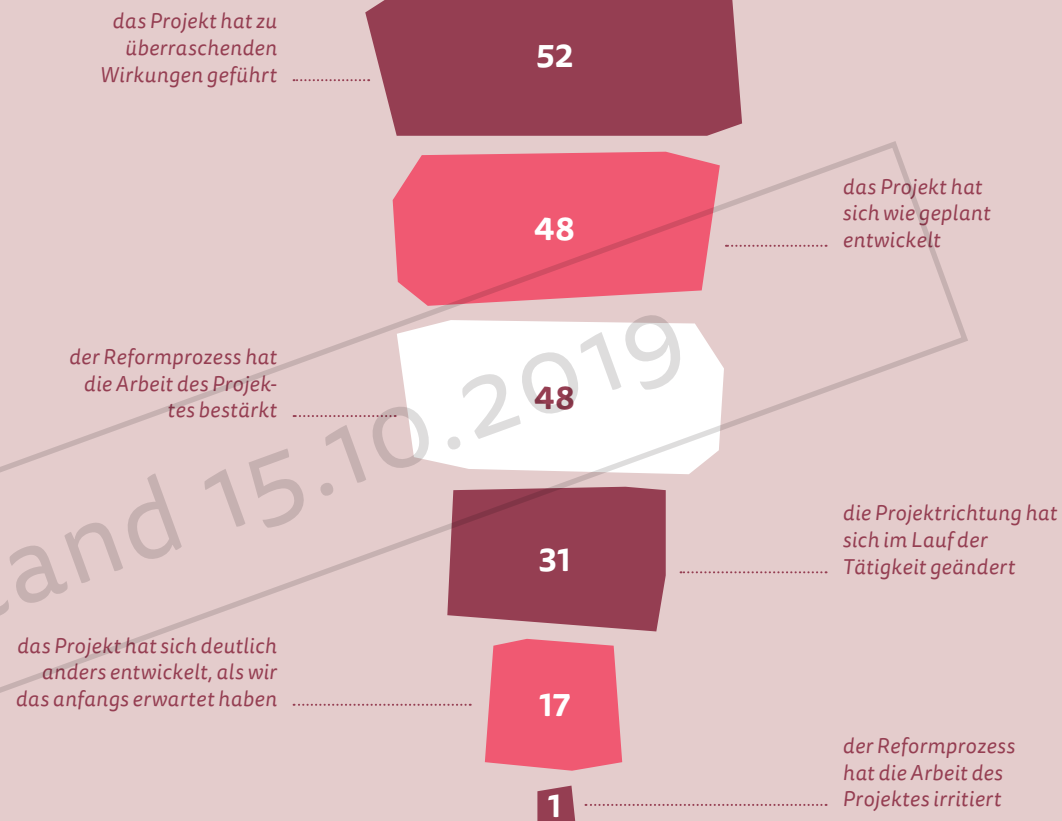 das Projekt hat zu
überraschenden
Wirkungen geführt
52
48
das Projekt hat
sich wie geplant
entwickelt
der Reformprozess hat
die Arbeit des Projek-
tes bestärkt
48
31
die Projektrichtung hat
sich im Lauf der
Tätigkeit geändert
das Projekt hat sich deutlich
anders entwickelt, als wir
das anfangs erwartet haben
17
der Reformprozess
hat die Arbeit des
Projektes irritiert
1
15.10.2019